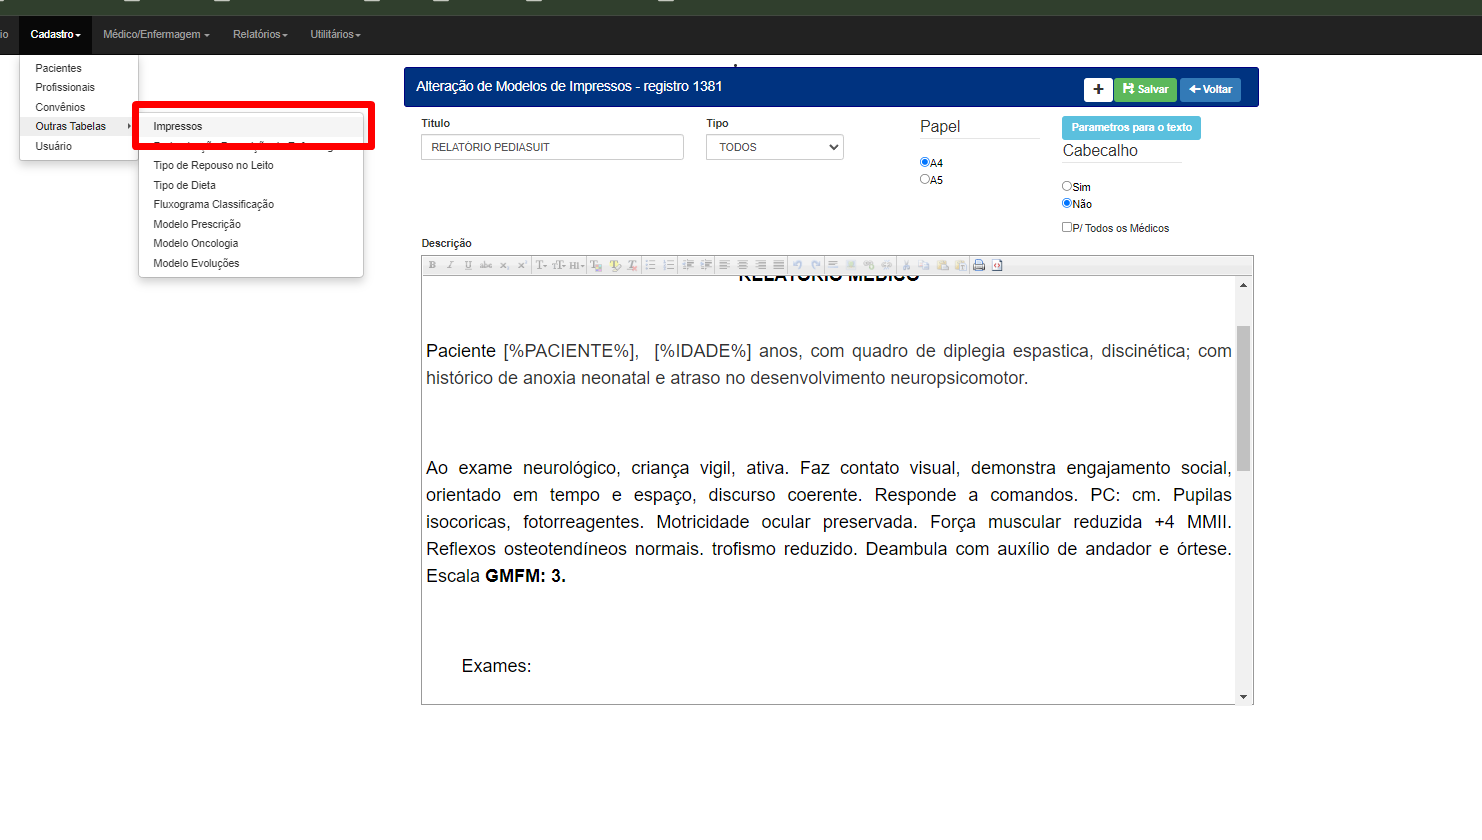 io Cadastro Médico/Enfermagem Relatórios Utilitários
Pacientes
Profissionais
Convênios
Outras Tabelas
Usuário
Impressos
Tipo de Repouso no Leito
Tipo de Dieta
Fluxograma Classificação
Modelo Prescrição
Modelo Oncologia
Modelo Evoluções
Alteração de Modelos de Impressos - registro 1381
+ Salvar Voltar
Titulo
RELATÓRIO PEDIASUIT
Tipo
TODOS
Papel
A4
A5
Parametros para o texto
Cabecalho
Sim
Não
P/ Todos os Médicos
Descrição
RELATÓRIO MÉDICO
Paciente [%PACIENTE%], [%IDADE%] anos, com quadro de diplegia espastica, discinética; com
histórico de anoxia neonatal e atraso no desenvolvimento neuropsicomotor.
Ao exame neurológico, criança vigil, ativa. Faz contato visual, demonstra engajamento social,
orientado em tempo e espaço, discurso coerente. Responde a comandos. PC: cm. Pupilas
isocoricas, fotorreagentes. Motricidade ocular preservada. Força muscular reduzida +4 MMII.
Reflexos osteotendíneos normais. trofismo reduzido. Deambula com auxílio de andador e órtese.
Escala GMFM: 3.
Exames: